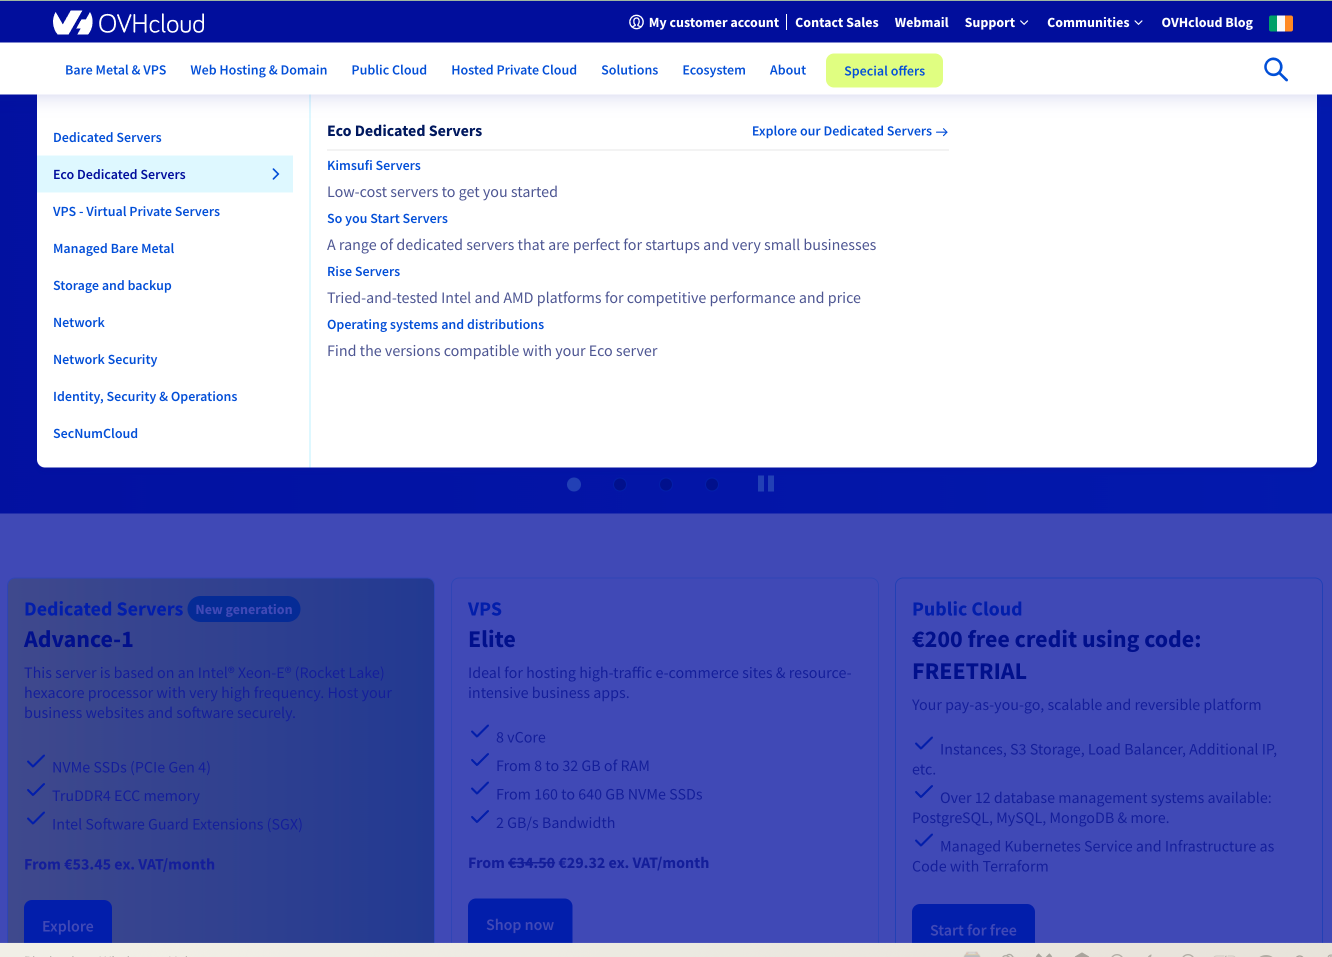 OVHcloud
My customer account
Contact Sales
Webmail
Support
Communities
OVHcloud Blog
Bare Metal & VPS
Web Hosting & Domain
Public Cloud
Hosted Private Cloud
Solutions
Ecosystem
About
Special offers
Dedicated Servers
Eco Dedicated Servers
VPS - Virtual Private Servers
Managed Bare Metal
Storage and backup
Network
Network Security
Identity, Security & Operations
SecNumCloud
Eco Dedicated Servers
Explore our Dedicated Servers →
Kimsufi Servers
Low-cost servers to get you started
So you Start Servers
A range of dedicated servers that are perfect for startups and very small businesses
Rise Servers
Tried-and-tested Intel and AMD platforms for competitive performance and price
Operating systems and distributions
Find the versions compatible with your Eco server
Dedicated Servers New generation
Advance-1
This server is based on an Intel® Xeon-E® (Rocket Lake)
hexacore processor with very high frequency. Host your
business websites and software securely.
NVMe SSDs (PCIe Gen 4)
TruDDR4 ECC memory
Intel Software Guard Extensions (SGX)
From €53.45 ex. VAT/month
Explore
VPS
Elite
Ideal for hosting high-traffic e-commerce sites & resource-
intensive business apps.
8 vCore
From 8 to 32 GB of RAM
From 160 to 640 GB NVMe SSDs
2 GB/s Bandwidth
From €34.50 €29.32 ex. VAT/month
Shop now
Public Cloud
€200 free credit using code:
FREETRIAL
Your pay-as-you-go, scalable and reversible platform
Instances, S3 Storage, Load Balancer, Additional IP,
etc.
Over 12 database management systems available:
PostgreSQL, MySQL, MongoDB & more.
Managed Kubernetes Service and Infrastructure as
Code with Terraform
Start for free